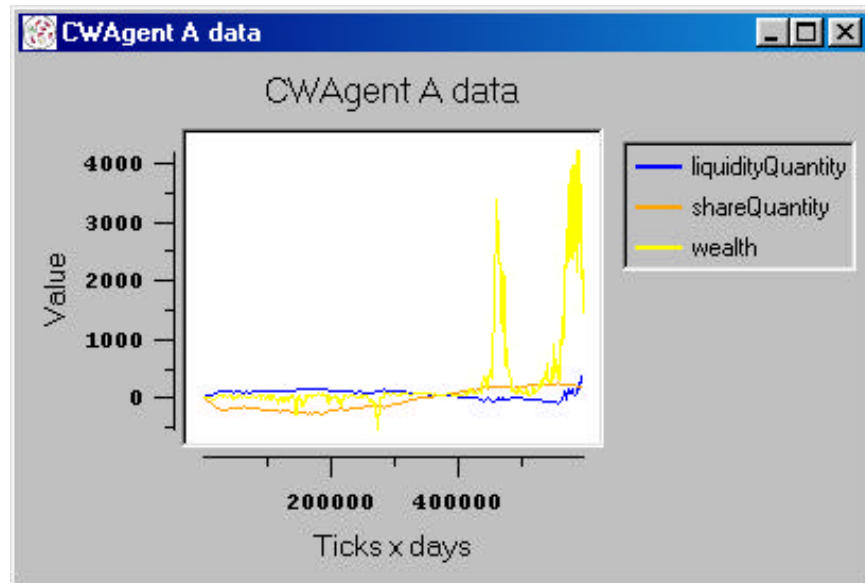 CWAgent A data
CWAgent A data
4000
3000
2000
1000
0
Value
200000 400000
Ticks x days
liquidityQuantity
shareQuantity
wealth